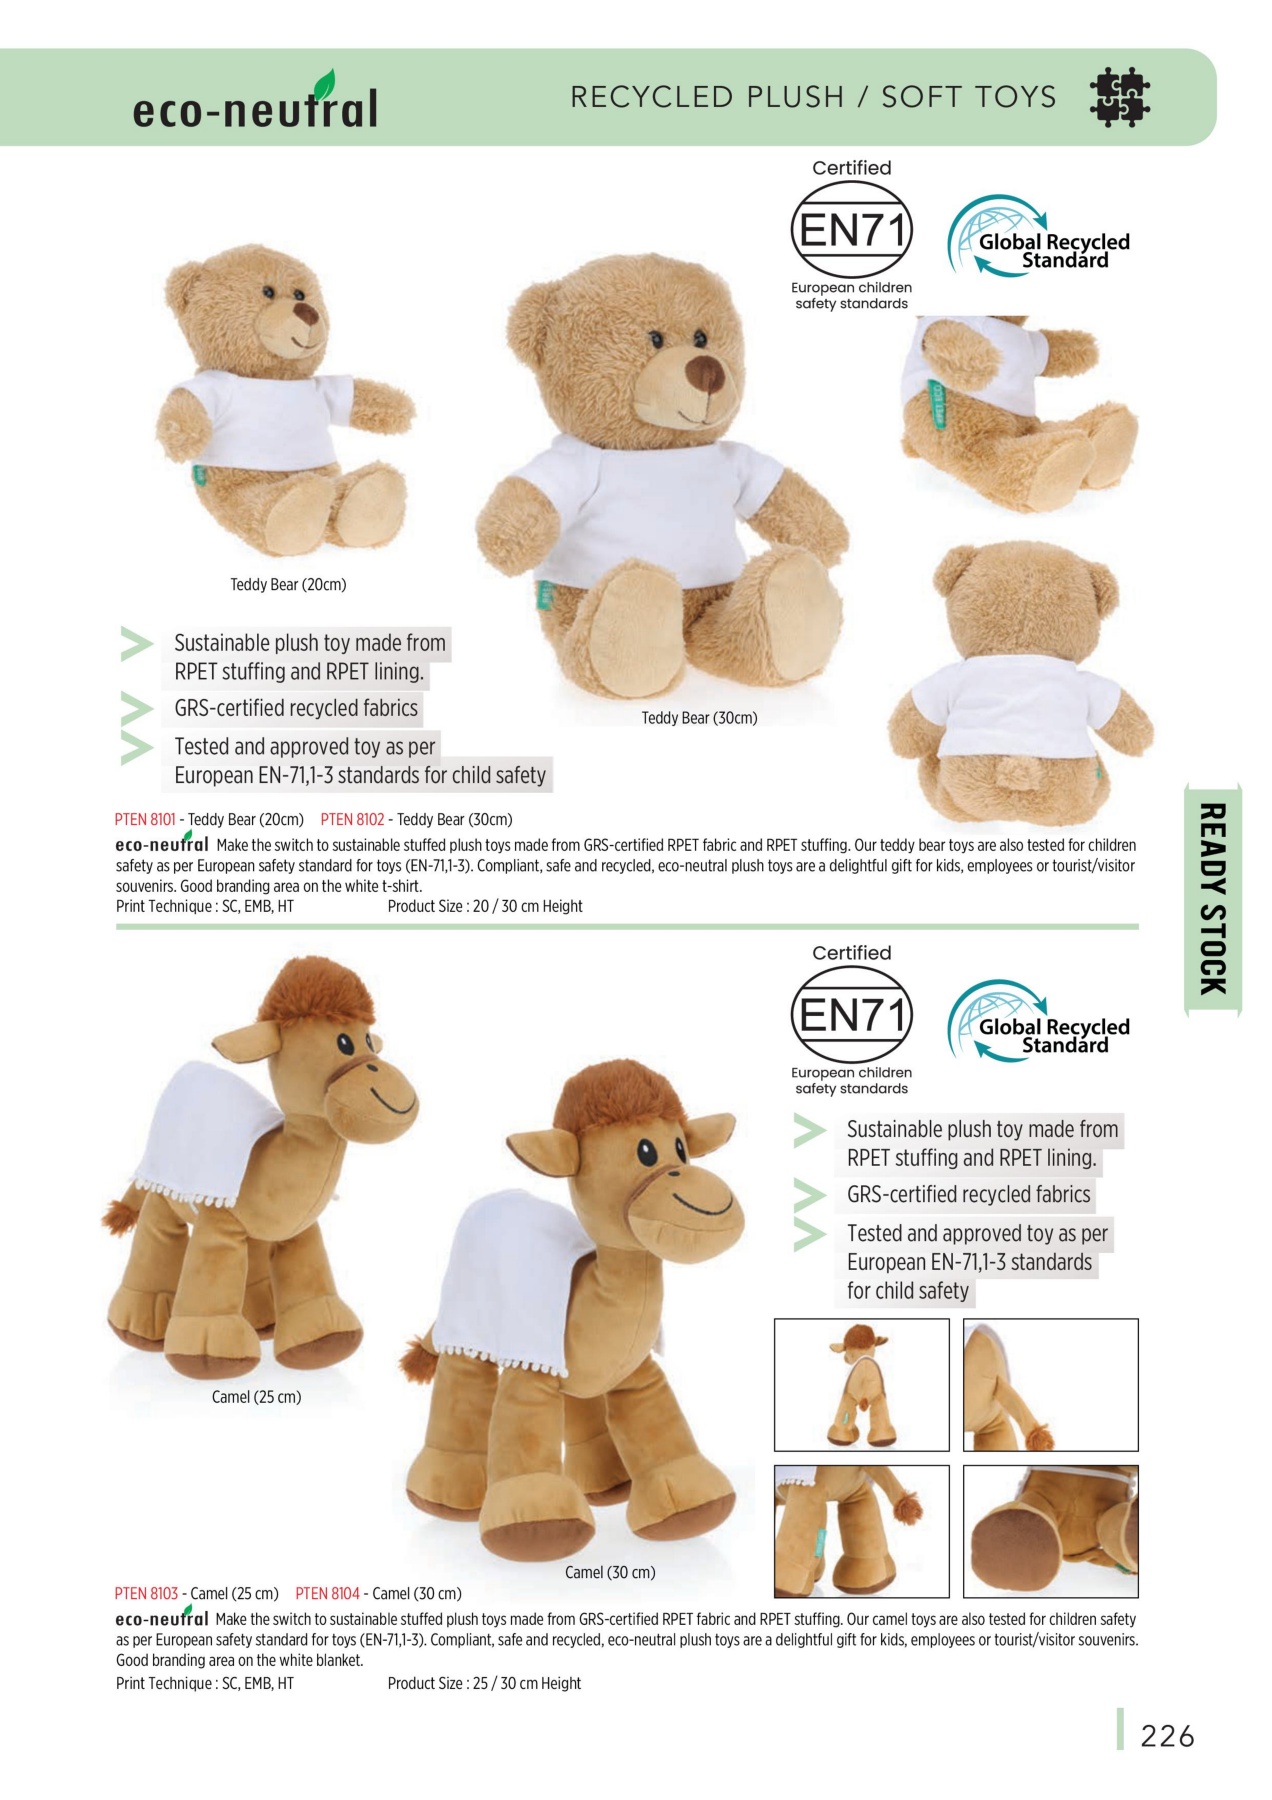 eco-neutral
RECYCLED PLUSH / SOFT TOYS
Certified
EN71
European children
safety standards
Global Recycled
Standard
RPET ECO
Teddy Bear (20cm)
Teddy Bear (30cm)
Sustainable plush toy made from
RPET stuffing and RPET lining.
GRS-certified recycled fabrics
Tested and approved toy as per
European EN-71,1-3 standards for child safety
PTEN 8101 - Teddy Bear (20cm) PTEN 8102 - Teddy Bear (30cm)
eco-neutral Make the switch to sustainable stuffed plush toys made from GRS-certified RPET fabric and RPET stuffing. Our teddy bear toys are also tested for children
safety as per European safety standard for toys (EN-71,1-3). Compliant, safe and recycled, eco-neutral plush toys are a delightful gift for kids, employees or tourist/visitor
souvenirs. Good branding area on the white t-shirt.
Print Technique : SC, EMB, HT Product Size : 20 / 30 cm Height
READY STOCK
Certified
EN71
European children
safety standards
Global Recycled
Standard
Sustainable plush toy made from
RPET stuffing and RPET lining.
GRS-certified recycled fabrics
Tested and approved toy as per
European EN-71,1-3 standards
for child safety
Camel (25 cm)
Camel (30 cm)
PTEN 8103 - Camel (25 cm) PTEN 8104 - Camel (30 cm)
eco-neutral Make the switch to sustainable stuffed plush toys made from GRS-certified RPET fabric and RPET stuffing. Our camel toys are also tested for children safety
as per European safety standard for toys (EN-71,1-3). Compliant, safe and recycled, eco-neutral plush toys are a delightful gift for kids, employees or tourist/visitor souvenirs.
Good branding area on the white blanket.
Print Technique : SC, EMB, HT Product Size : 25 / 30 cm Height
226